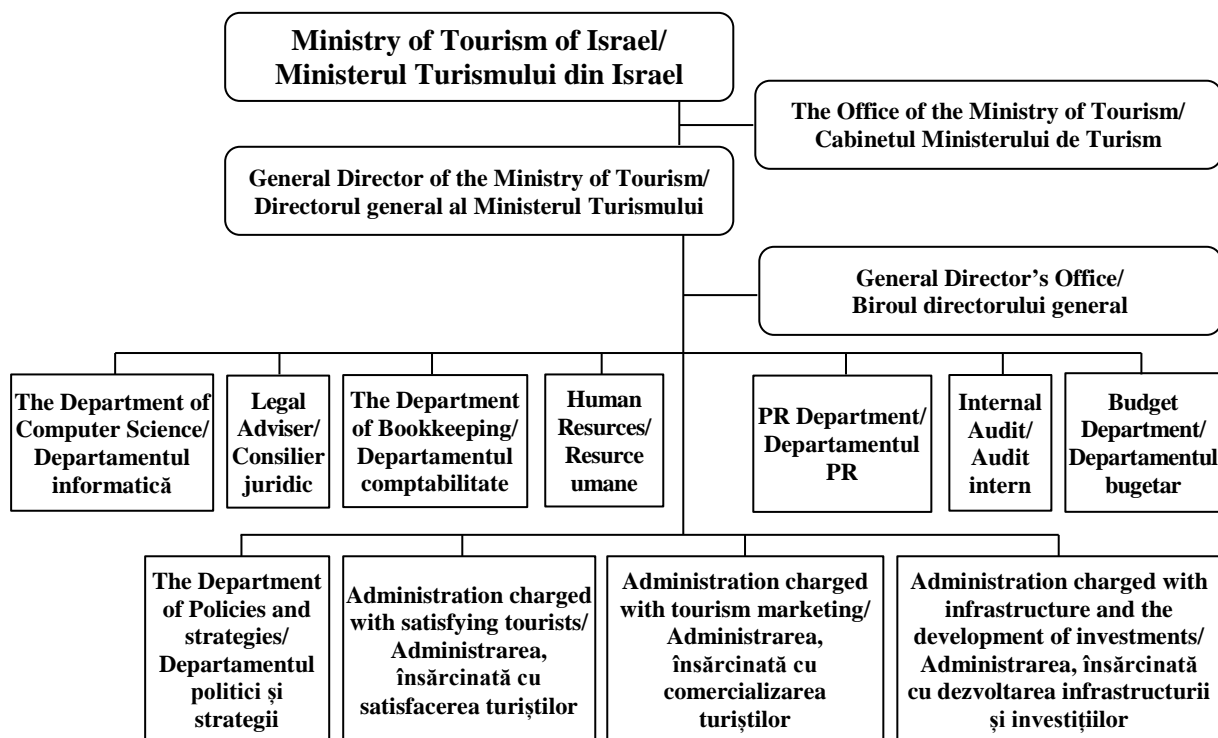 Ministry of Tourism of Israel/
Ministerul Turismului din Israel
The Office of the Ministry of Tourism/
Cabinetul Ministerului de Turism
General Director of the Ministry of Tourism/
Directorul general al Ministerul Turismului
General Director’s Office/
Biroul directorului general
The Department of
Computer Science/
Departamentul
informatică
Legal
Adviser/
Consilier
juridic
The Department
of Bookkeeping/
Departamentul
comptabilitate
Human
Resurces/
Resurce
umane
PR Department/
Departamentul
PR
Internal
Audit/
Audit
intern
Budget
Department/
Departamentul
bugetar
The Department
of Policies and
strategies/
Departamentul
politici și
strategii
Administration charged
with satisfying tourists/
Administrarea,
însărcinată cu
satisfacerea turiștilor
Administration charged
with tourism marketing/
Administrarea,
însărcinată cu
comercializarea
turiștilor
Administration charged with
infrastructure and the
development of investments/
Administrarea, însărcinată
cu dezvoltarea infrastructurii
și investițiilor